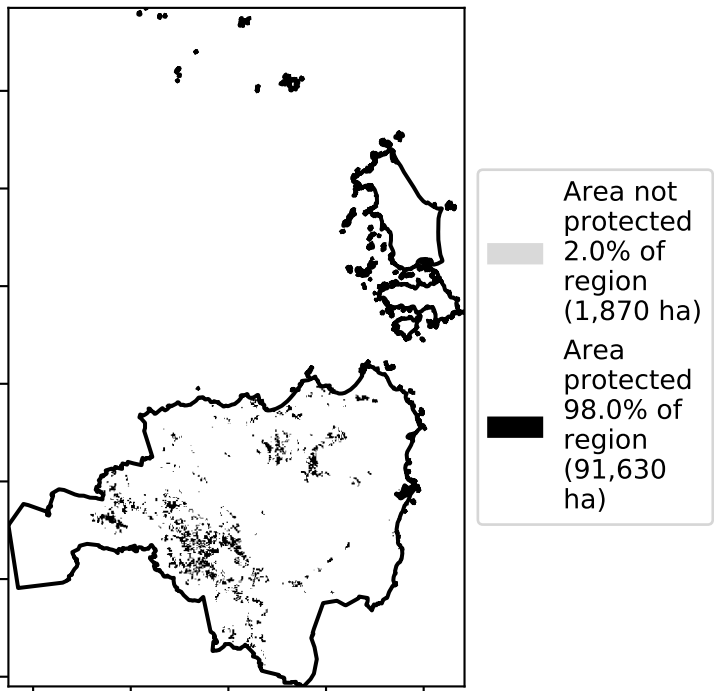 Area not
protected
2.0% of
region
(1,870 ha)
Area
protected
98.0% of
region
(91,630
ha)